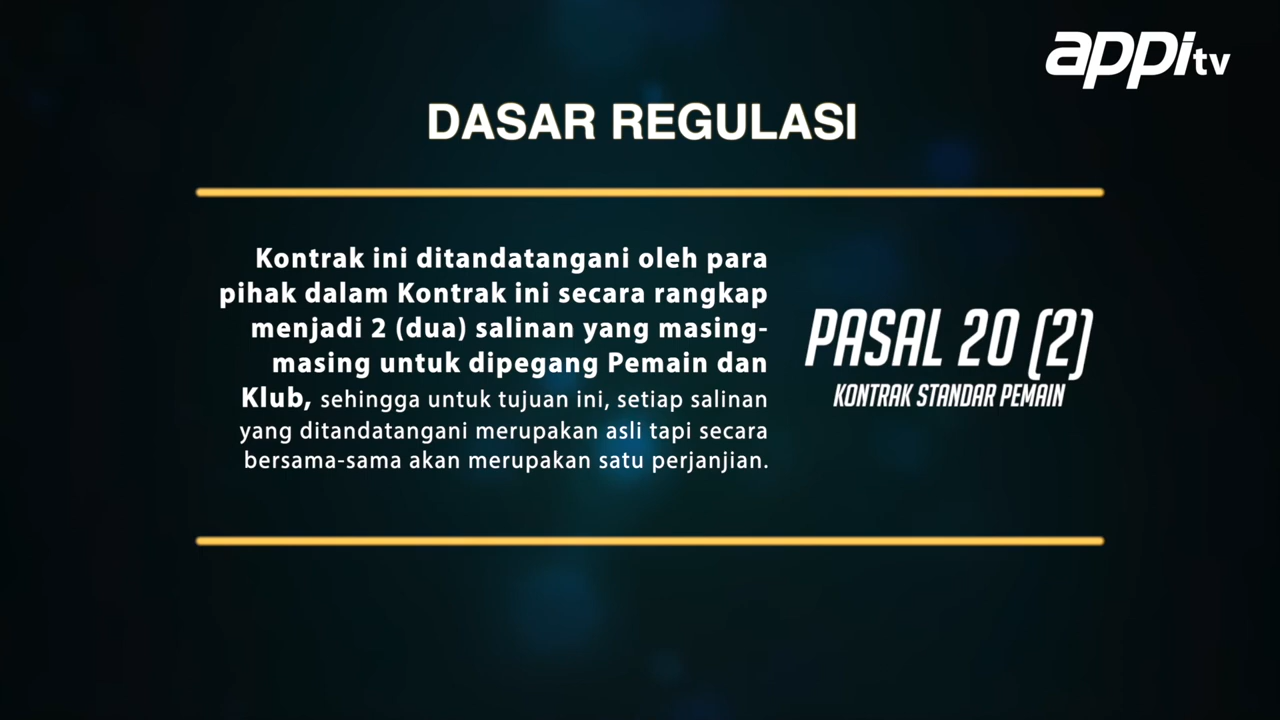 appi tv
DASAR REGULASI
Kontrak ini ditandatangani oleh para
pihak dalam Kontrak ini secara rangkap
menjadi 2 (dua) salinan yang masing-
masing untuk dipegang Pemain dan
Klub, sehingga untuk tujuan ini, setiap salinan
yang ditandatangani merupakan asli tapi secara
bersama-sama akan merupakan satu perjanjian.
PASAL 20 (2)
KONTRAK STANDAR PEMAIN